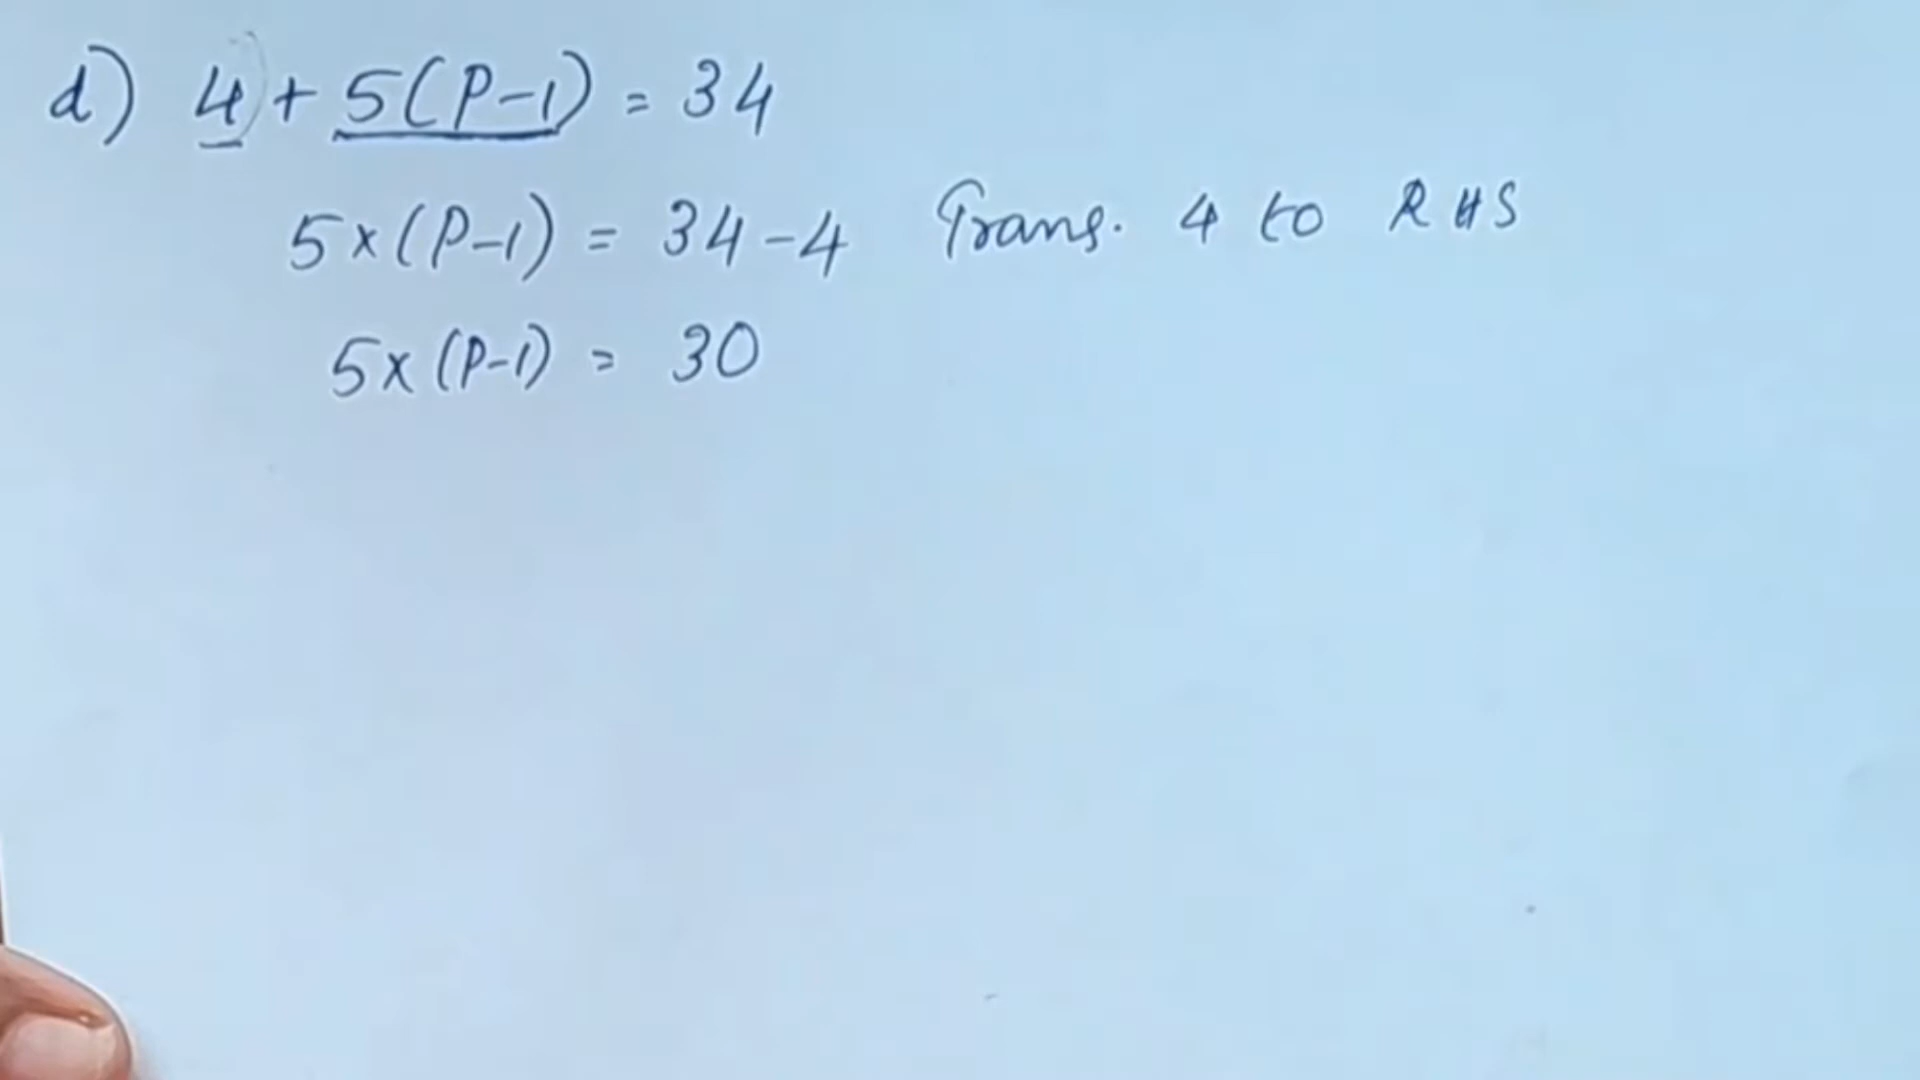 d) 4 + 5(P-1) = 34
5×(P-1) = 34-4 Trans. 4 to RHS
5×(P-1) = 30